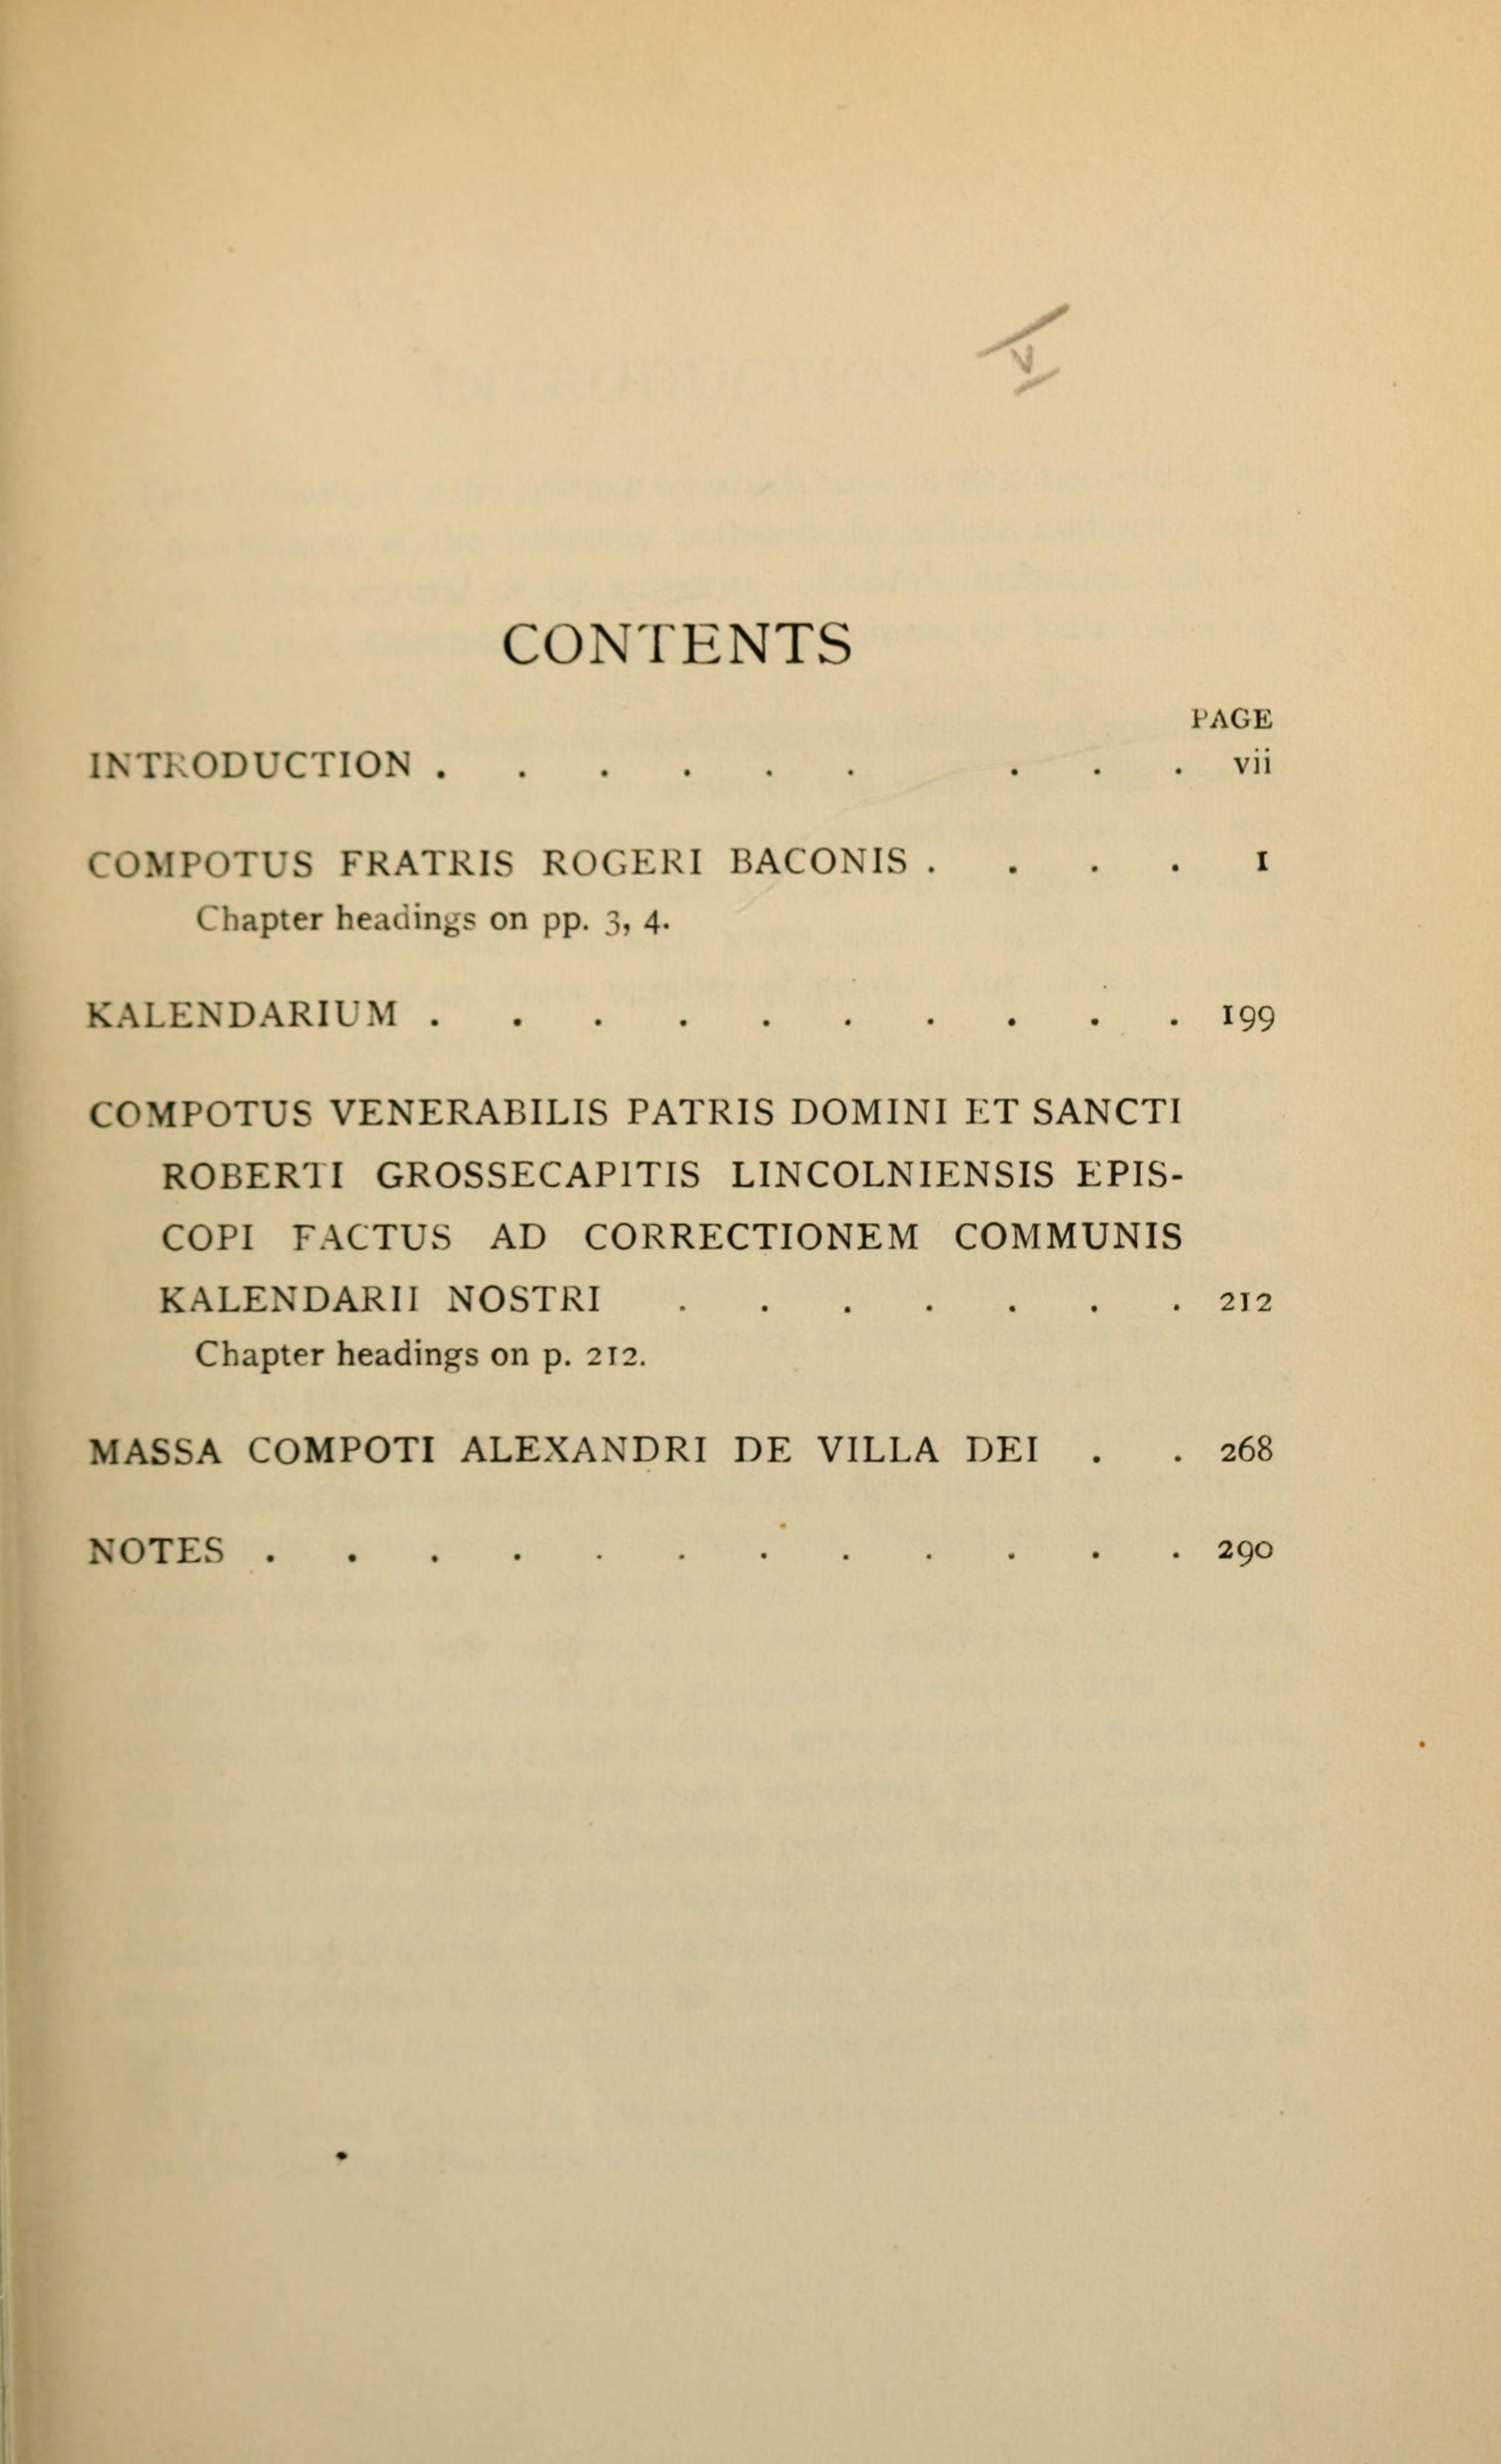 CONTENTS
PAGE
INTRODUCTION . . . . . . . . . vii
COMPOTUS FRATRIS ROGERI BACONIS . . . . 1
Chapter headings on pp. 3, 4.
KALENDARIUM . . . . . . . . . . 199
COMPOTUS VENERABILIS PATRIS DOMINI ET SANCTI
ROBERTI GROSSECAPITIS LINCOLNIENSIS EPIS-
COPI FACTUS AD CORRECTIONEM COMMUNIS
KALENDARII NOSTRI . . . . . . . 212
Chapter headings on p. 212.
MASSA COMPOTI ALEXANDRI DE VILLA DEI . . 268
NOTES . . . . . . . . . . . . 290